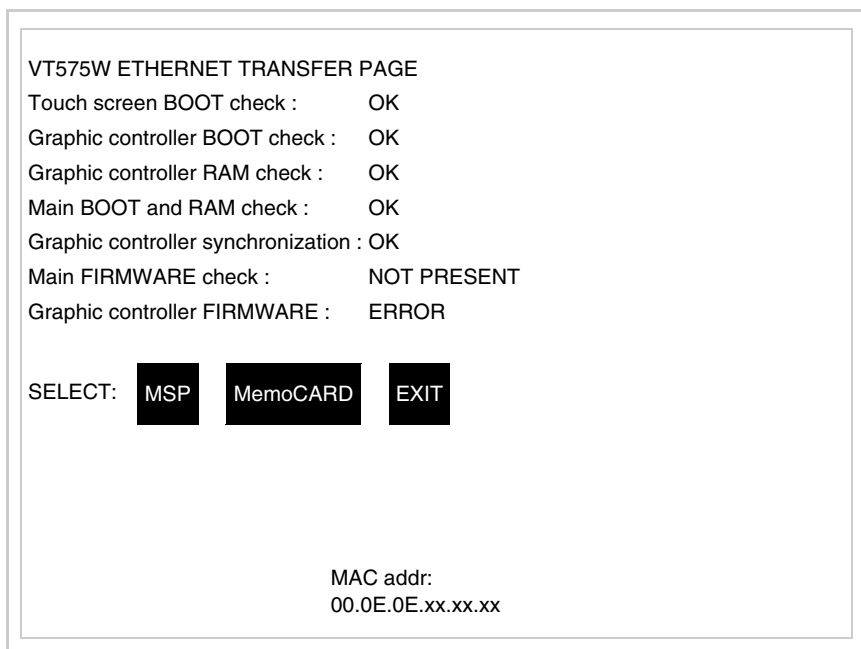 VT575W ETHERNET TRANSFER PAGE
Touch screen BOOT check : OK
Graphic controller BOOT check : OK
Graphic controller RAM check : OK
Main BOOT and RAM check : OK
Graphic controller synchronization : OK
Main FIRMWARE check : NOT PRESENT
Graphic controller FIRMWARE : ERROR
SELECT: MSP MemoCARD EXIT
MAC addr:
00.0E.0E.xx.xx.xx